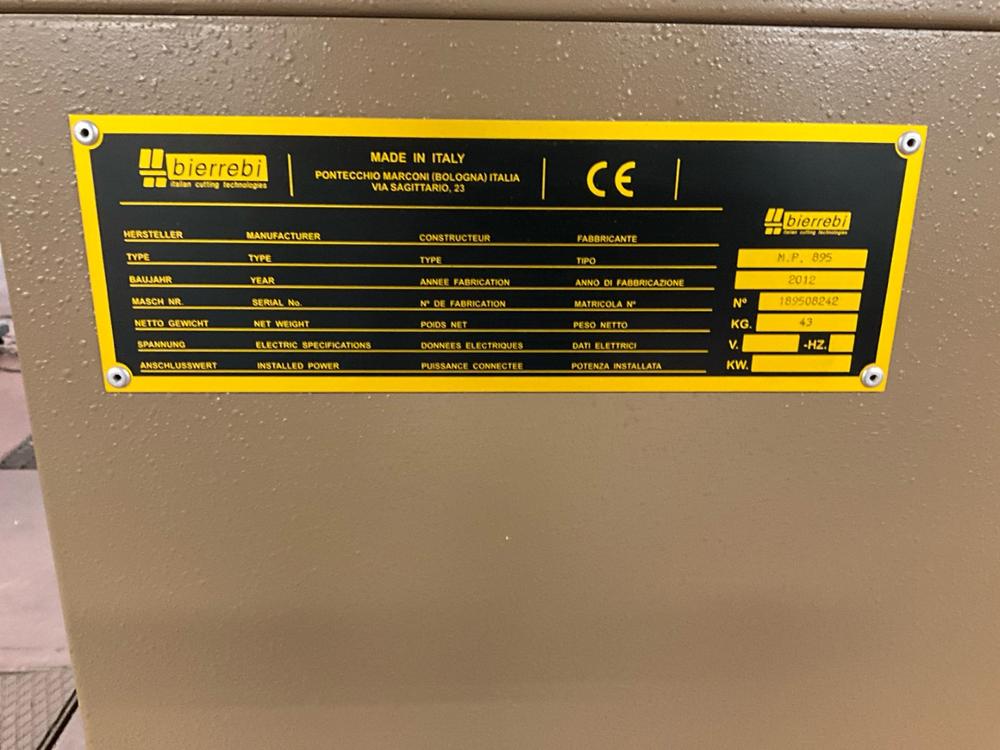 bierrebi
italian cutting technologies
MADE IN ITALY
PONTECCHIO MARCONI (BOLOGNA) ITALIA
VIA SAGITTARIO, 23
CE
bierrebi
italian cutting technologies
HERSTELLER MANUFACTURER CONSTRUCTEUR FABBRICANTE
TYPE TYPE TYPE TIPO M.P. 895
BAUJAHR YEAR ANNEE FABRICATION ANNO DI FABBRICAZIONE 2012
MASCH NR. SERIAL No. N° DE FABRICATION MATRICOLA N° N° 189508242
NETTO GEWICHT NET WEIGHT POIDS NET PESO NETTO KG. 43
SPANNUNG ELECTRIC SPECIFICATIONS DONNEES ELECTRIQUES DATI ELETTRICI V. -HZ.
ANSCHLUSSWERT INSTALLED POWER PUISSANCE CONNECTEE POTENZA INSTALLATA KW.